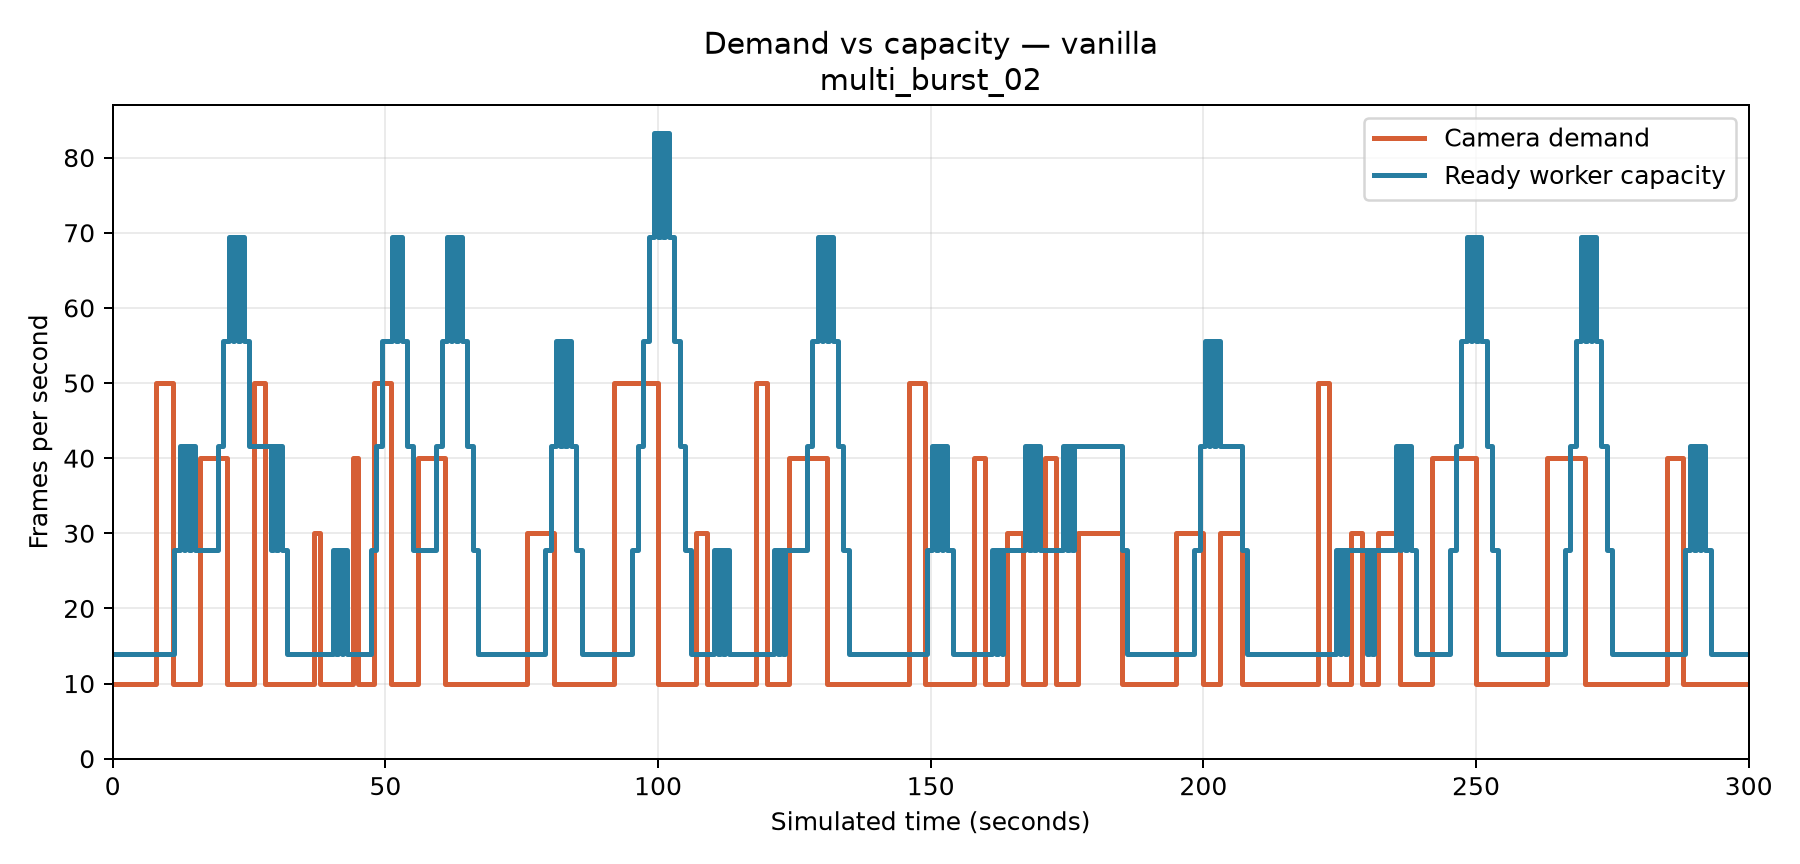 Demand vs capacity — vanilla
multi_burst_02
Camera demand
Ready worker capacity
Frames per second
80
70
60
50
40
30
20
10
0
0 50 100 150 200 250 300
Simulated time (seconds)